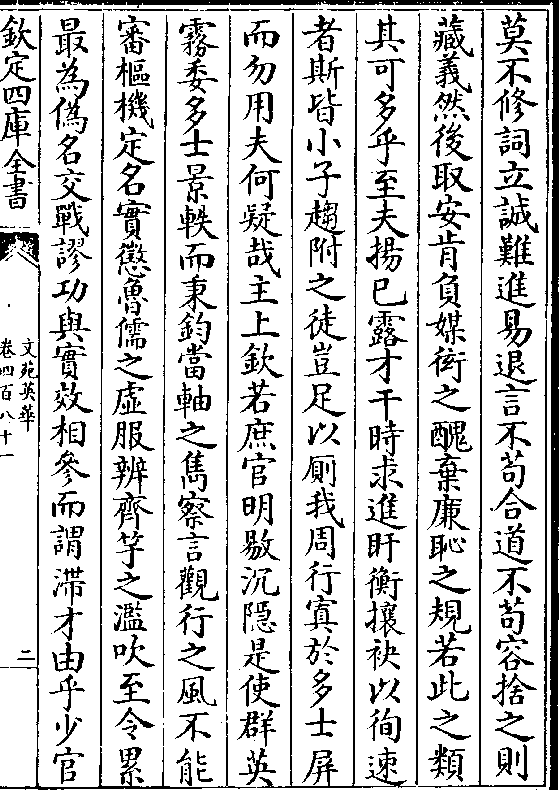 莫不修詞立誠難進易退言不苟合道不苟容捨之則
藏義然後取安肯負媒衒之醜棄廉恥之規若此之類
其可多乎至夫揚已露才干時求進盱衡攘袂以徇速
者斯皆小子趨附之徒豈足以厠我周行寘於多士屏
而勿用夫何疑哉主上欽若庶官明敭沉隱是使群英
霧委多士景軼而秉鈞當軸之雋察言觀行之風不能
審樞機定名實懲魯儒之虛服辨齊竽之濫吹至令累
最為偽名交戰謬功與實效相參而謂滯才由乎少官
欽定四庫全書
文苑英華
卷四百八十一
二